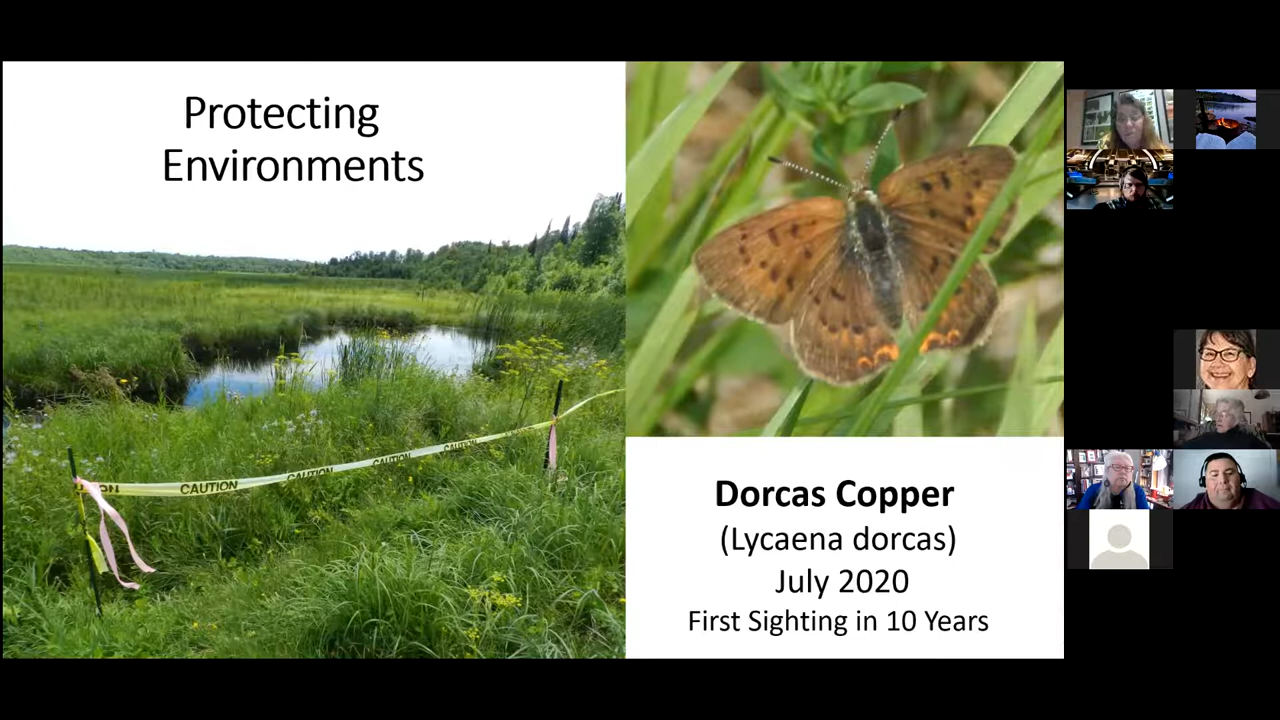 Protecting
Environments
CAUTION
CAUTION
CAUTION
CAUTION
Dorcas Copper
(Lycaena dorcas)
July 2020
First Sighting in 10 Years